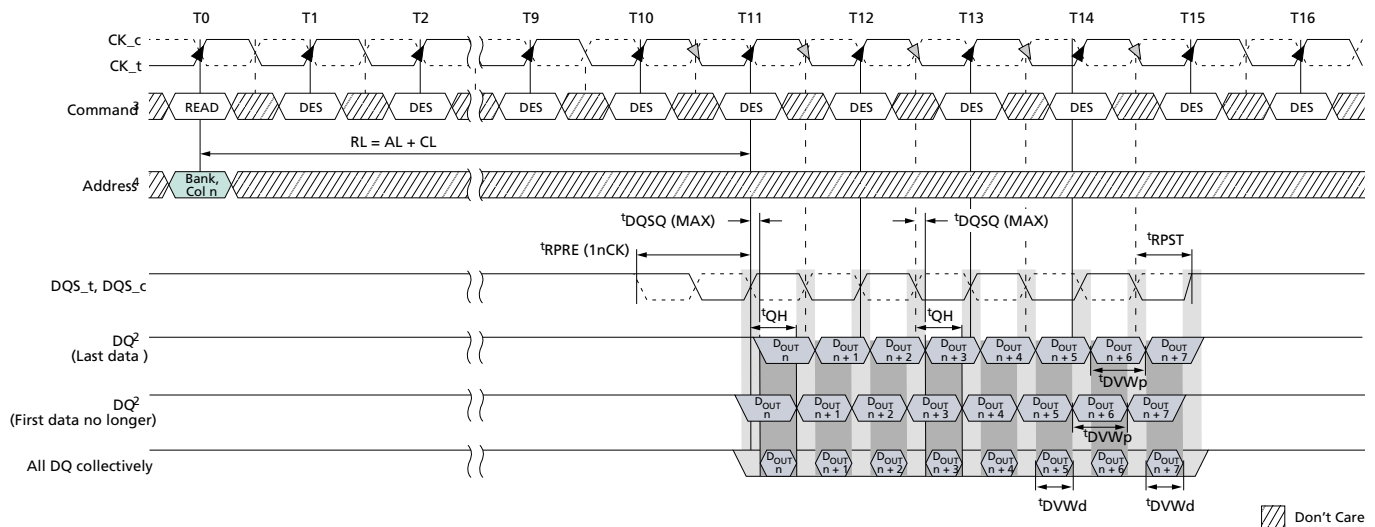 T0 T1 T2 T9 T10 T11 T12 T13 T14 T15 T16
CK_c
CK_t
Command3 READ DES DES DES DES DES DES DES DES DES DES
RL = AL + CL
Address4 Bank, Col n
tDQSQ (MAX) tDQSQ (MAX)
tRPRE (1nCK) tRPST
DQS_t, DQS_c
tQH tQH
DQ2
(Last data )
DOUT n DOUT n + 1 DOUT n + 2 DOUT n + 3 DOUT n + 4 DOUT n + 5 DOUT n + 6 DOUT n + 7
tDVWp
DQ2
(First data no longer)
DOUT n DOUT n + 1 DOUT n + 2 DOUT n + 3 DOUT n + 4 DOUT n + 5 DOUT n + 6 DOUT n + 7
tDVWp
All DQ collectively
DOUT n DOUT n + 1 DOUT n + 2 DOUT n + 3 DOUT n + 4 DOUT n + 5 DOUT n + 6 DOUT n + 7
tDVWd tDVWd
Don't Care